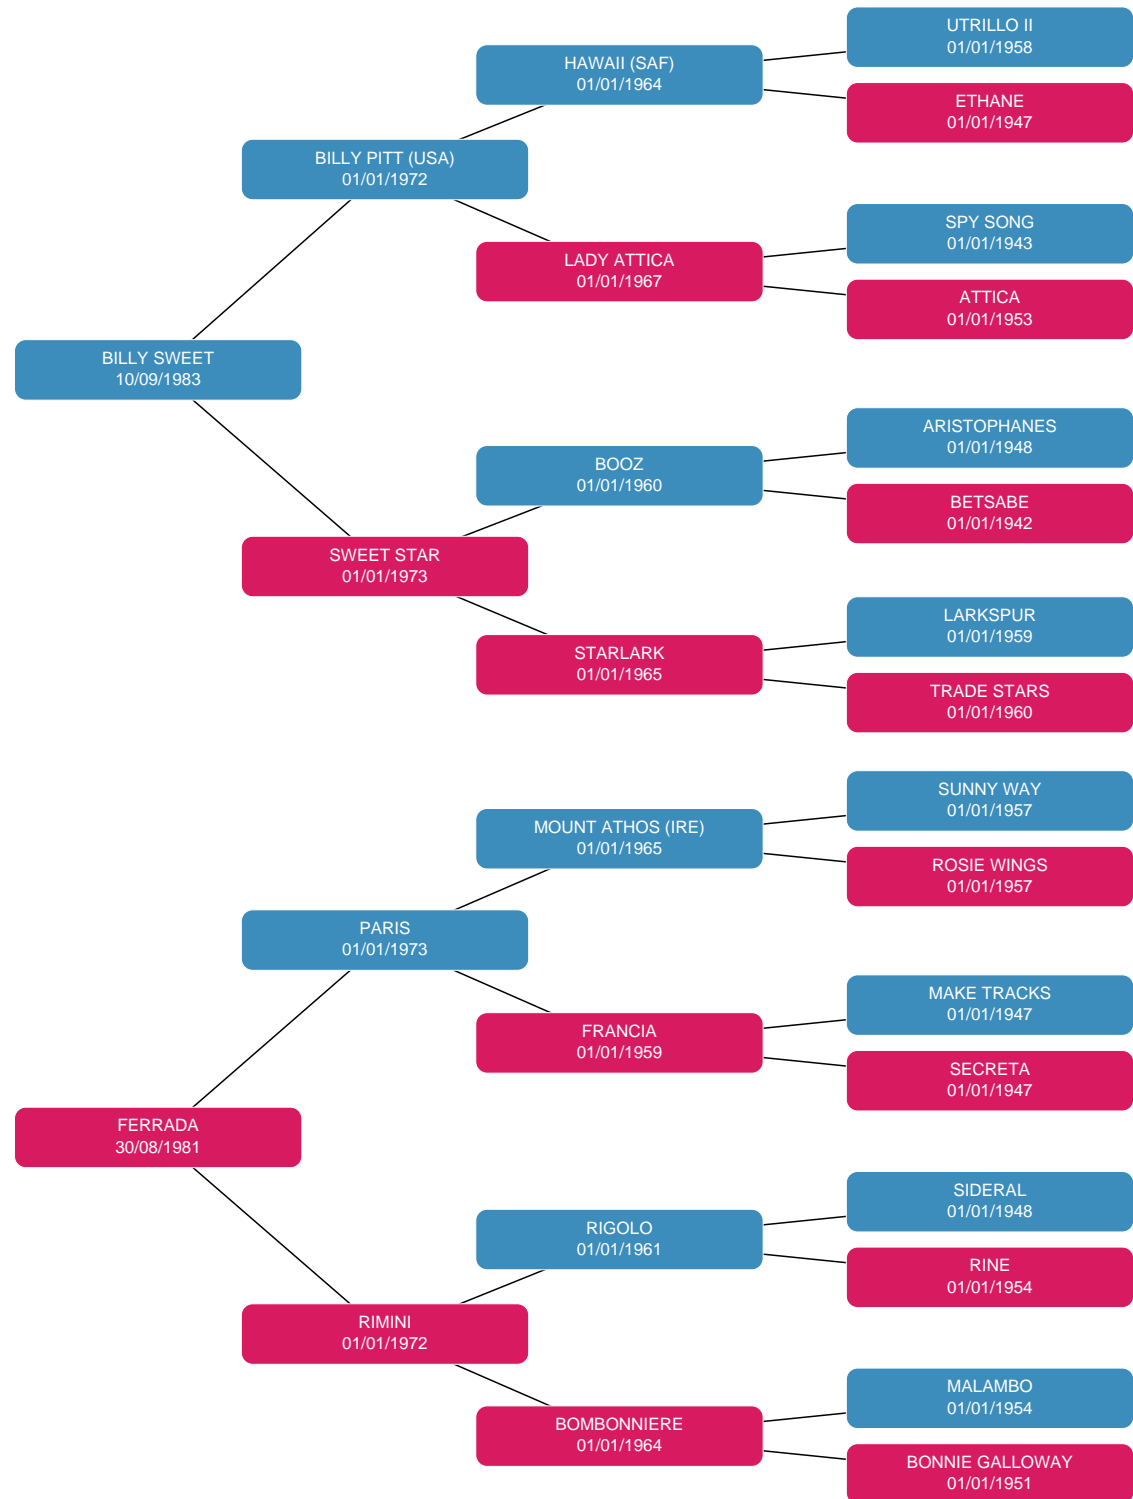 UTRILLO II
01/01/1958
HAWAII (SAF)
01/01/1964
ETHANE
01/01/1947
BILLY PITT (USA)
01/01/1972
SPY SONG
01/01/1943
LADY ATTICA
01/01/1967
ATTICA
01/01/1953
BILLY SWEET
10/09/1983
ARISTOPHANES
01/01/1948
BOOZ
01/01/1960
BETSABE
01/01/1942
SWEET STAR
01/01/1973
LARKSPUR
01/01/1959
STARLARK
01/01/1965
TRADE STARS
01/01/1960
SUNNY WAY
01/01/1957
MOUNT ATHOS (IRE)
01/01/1965
ROSIE WINGS
01/01/1957
PARIS
01/01/1973
MAKE TRACKS
01/01/1947
FRANCIA
01/01/1959
SECRETA
01/01/1947
FERRADA
30/08/1981
SIDERAL
01/01/1948
RIGOLO
01/01/1961
RINE
01/01/1954
RIMINI
01/01/1972
MALAMBO
01/01/1954
BOMBONNIERE
01/01/1964
BONNIE GALLOWAY
01/01/1951